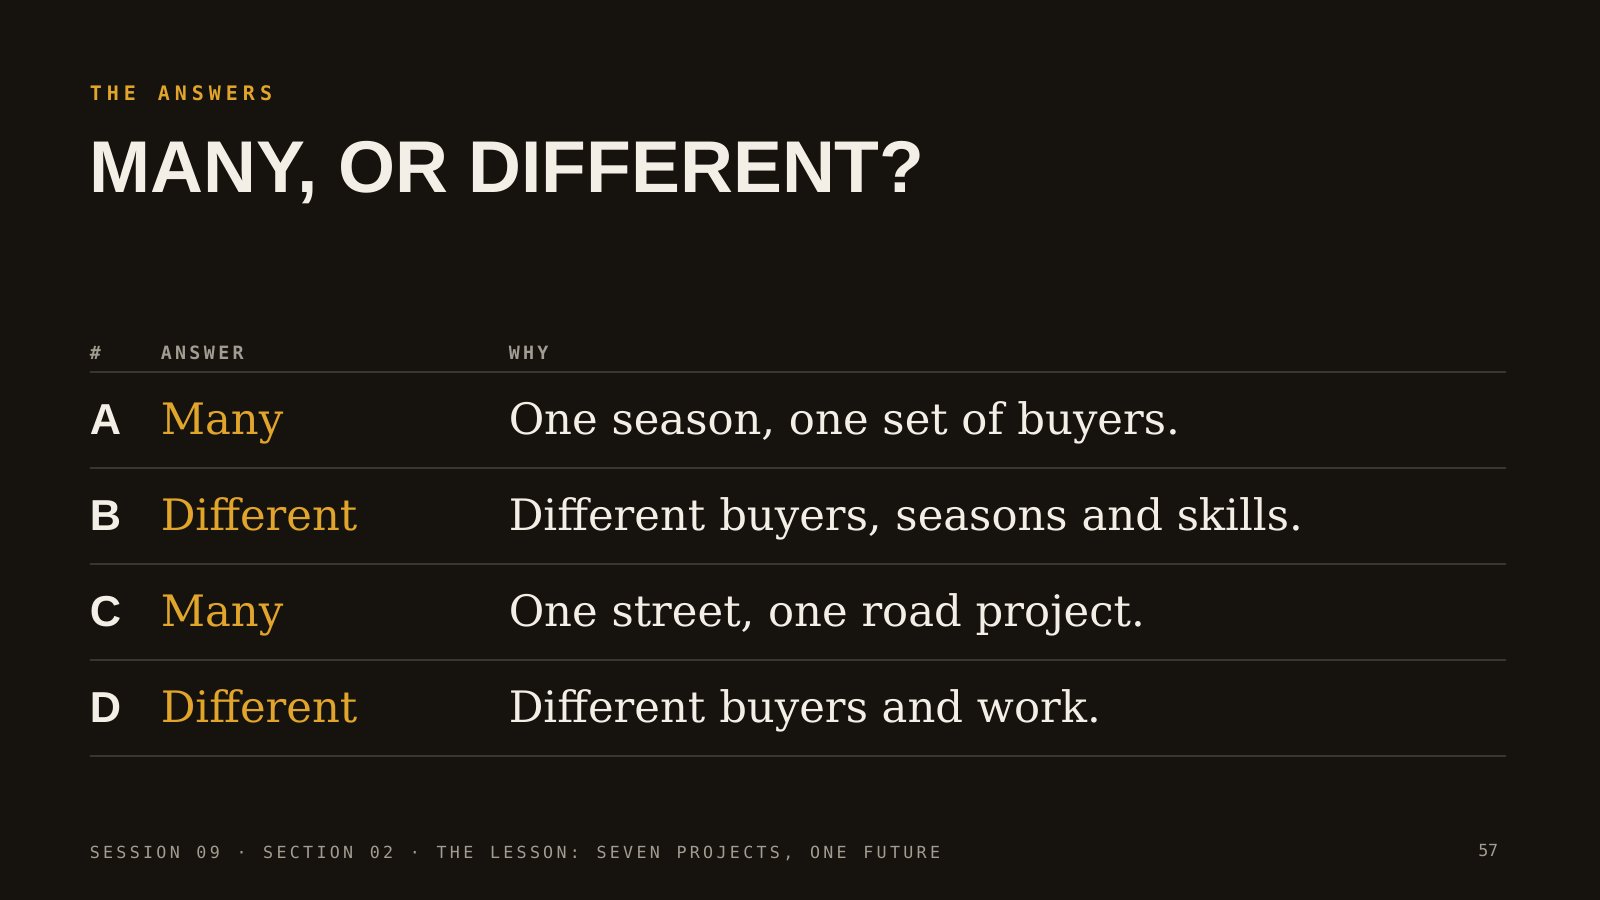 THE ANSWERS
MANY, OR DIFFERENT?
# ANSWER WHY
A Many One season, one set of buyers.
B Different Different buyers, seasons and skills.
C Many One street, one road project.
D Different Different buyers and work.
SESSION 09 · SECTION 02 · THE LESSON: SEVEN PROJECTS, ONE FUTURE 57